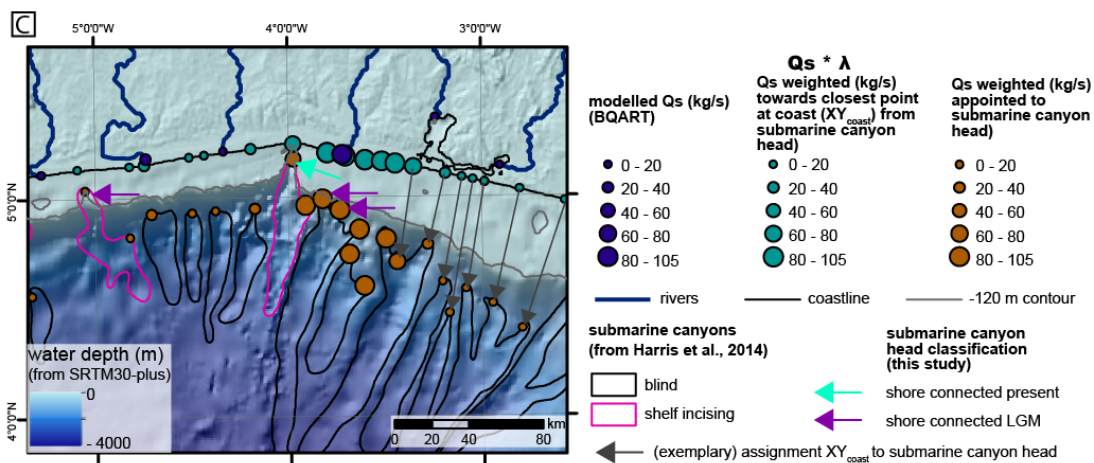 C
5°0'0"W
4°0'0"W
3°0'0"W
5°0'0"N
4°0'0"N
water depth (m)
(from SRTM30-plus)
0
- 4000
km
0 20 40 80
modelled Qs (kg/s)
(BQART)
0 - 20
20 - 40
40 - 60
60 - 80
80 - 105
Qs * λ
Qs weighted (kg/s)
towards closest point
at coast (XYcoast) from
submarine canyon
head)
0 - 20
20 - 40
40 - 60
60 - 80
80 - 105
Qs weighted (kg/s)
appointed to
submarine canyon
head)
0 - 20
20 - 40
40 - 60
60 - 80
80 - 105
rivers
coastline
-120 m contour
submarine canyons
(from Harris et al., 2014)
blind
shelf incising
submarine canyon
head classification
(this study)
shore connected present
shore connected LGM
(exemplary) assignment XYcoast to submarine canyon head